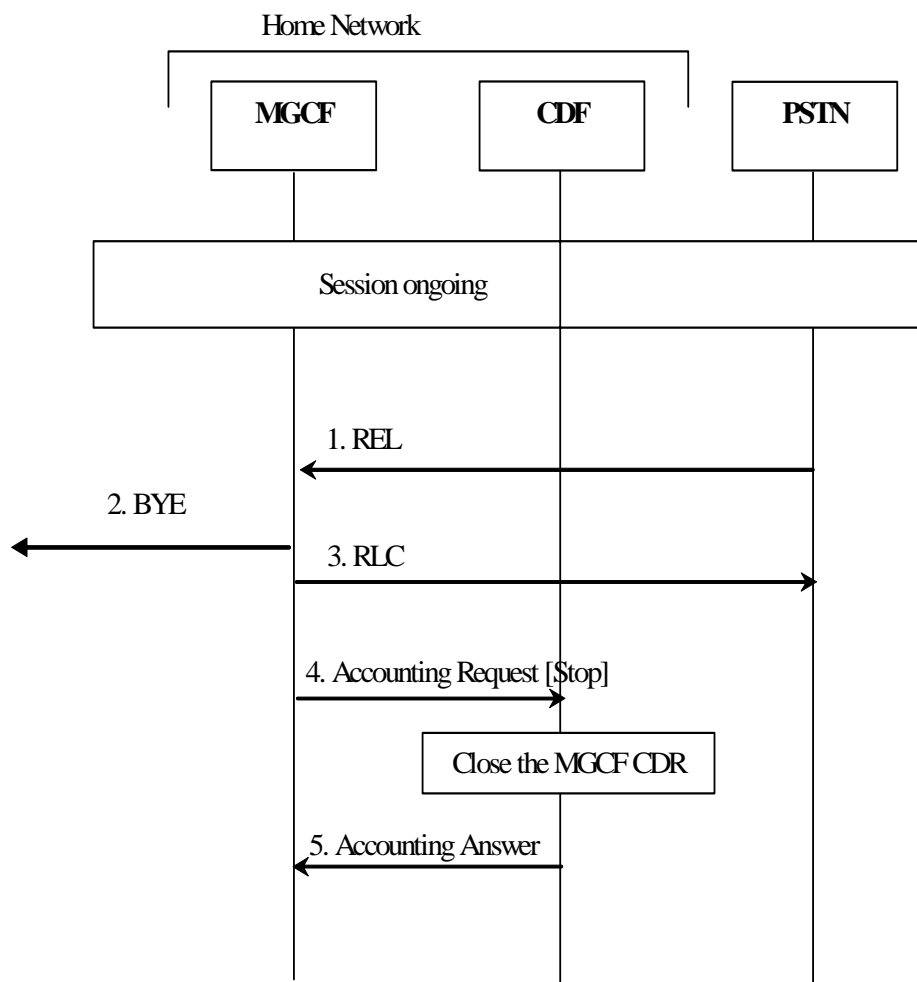 Home Network
MGCF
CDF
PSTN
Session ongoing
1. REL
2. BYE
3. RLC
4. Accounting Request [Stop]
Close the MGCF CDR
5. Accounting Answer